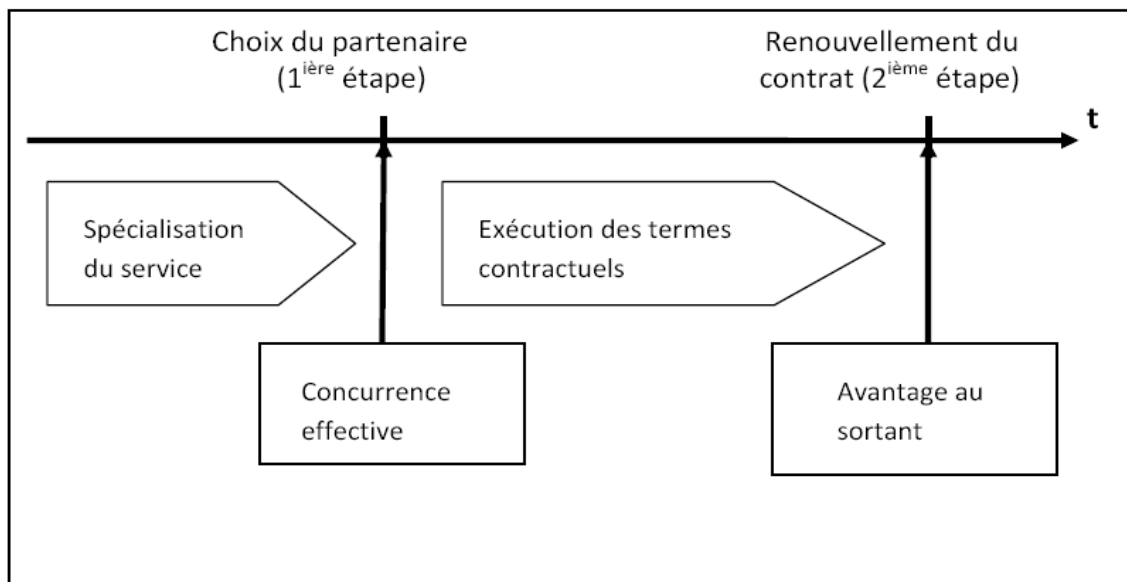 Choix du partenaire
(1ière étape)
Renouvellement du
contrat (2ième étape)
t
Spécialisation
du service
Exécution des termes
contractuels
Concurrence
effective
Avantage au
sortant